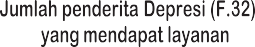 Jumlah penderita Depresi (F.32)
yang mendapat layanan